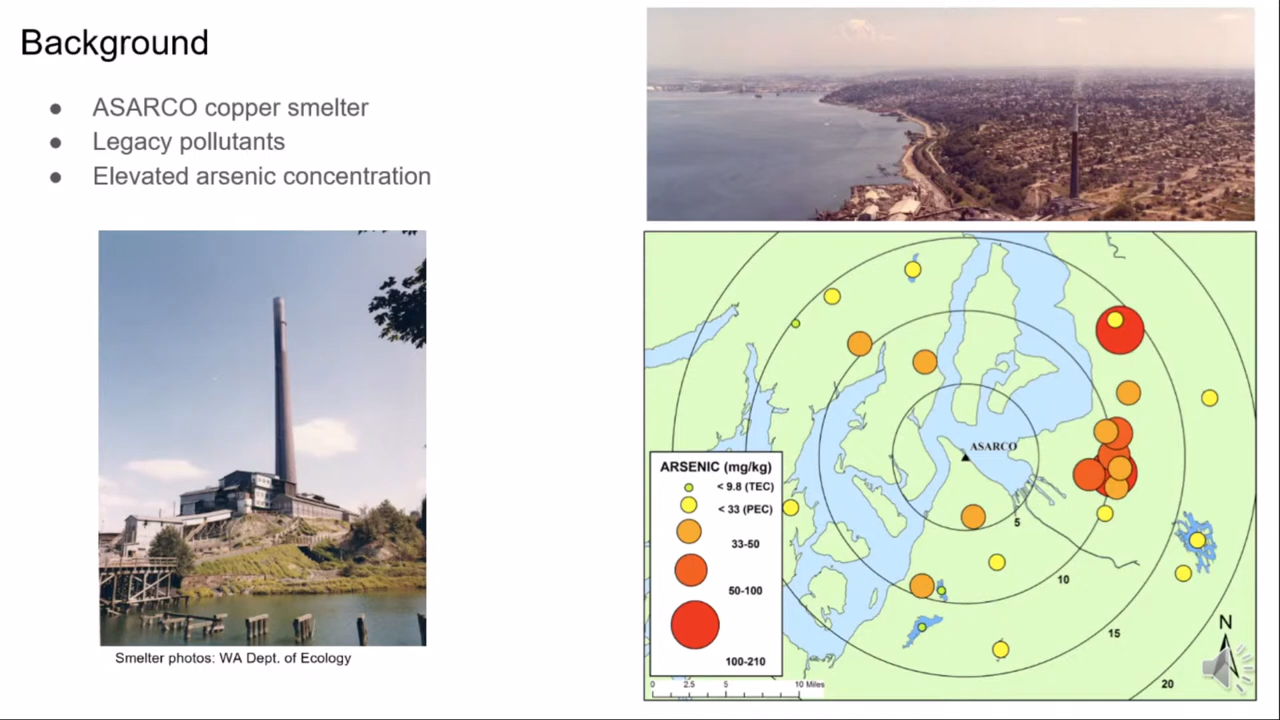 Background
● ASARCO copper smelter
● Legacy pollutants
● Elevated arsenic concentration
Smelter photos: WA Dept. of Ecology
ASARCO
ARSENIC (mg/kg)
< 9.8 (TEC)
< 33 (PEC)
33-50
50-100
100-210
5
10
15
20
N
0 2.5 5 10 Miles